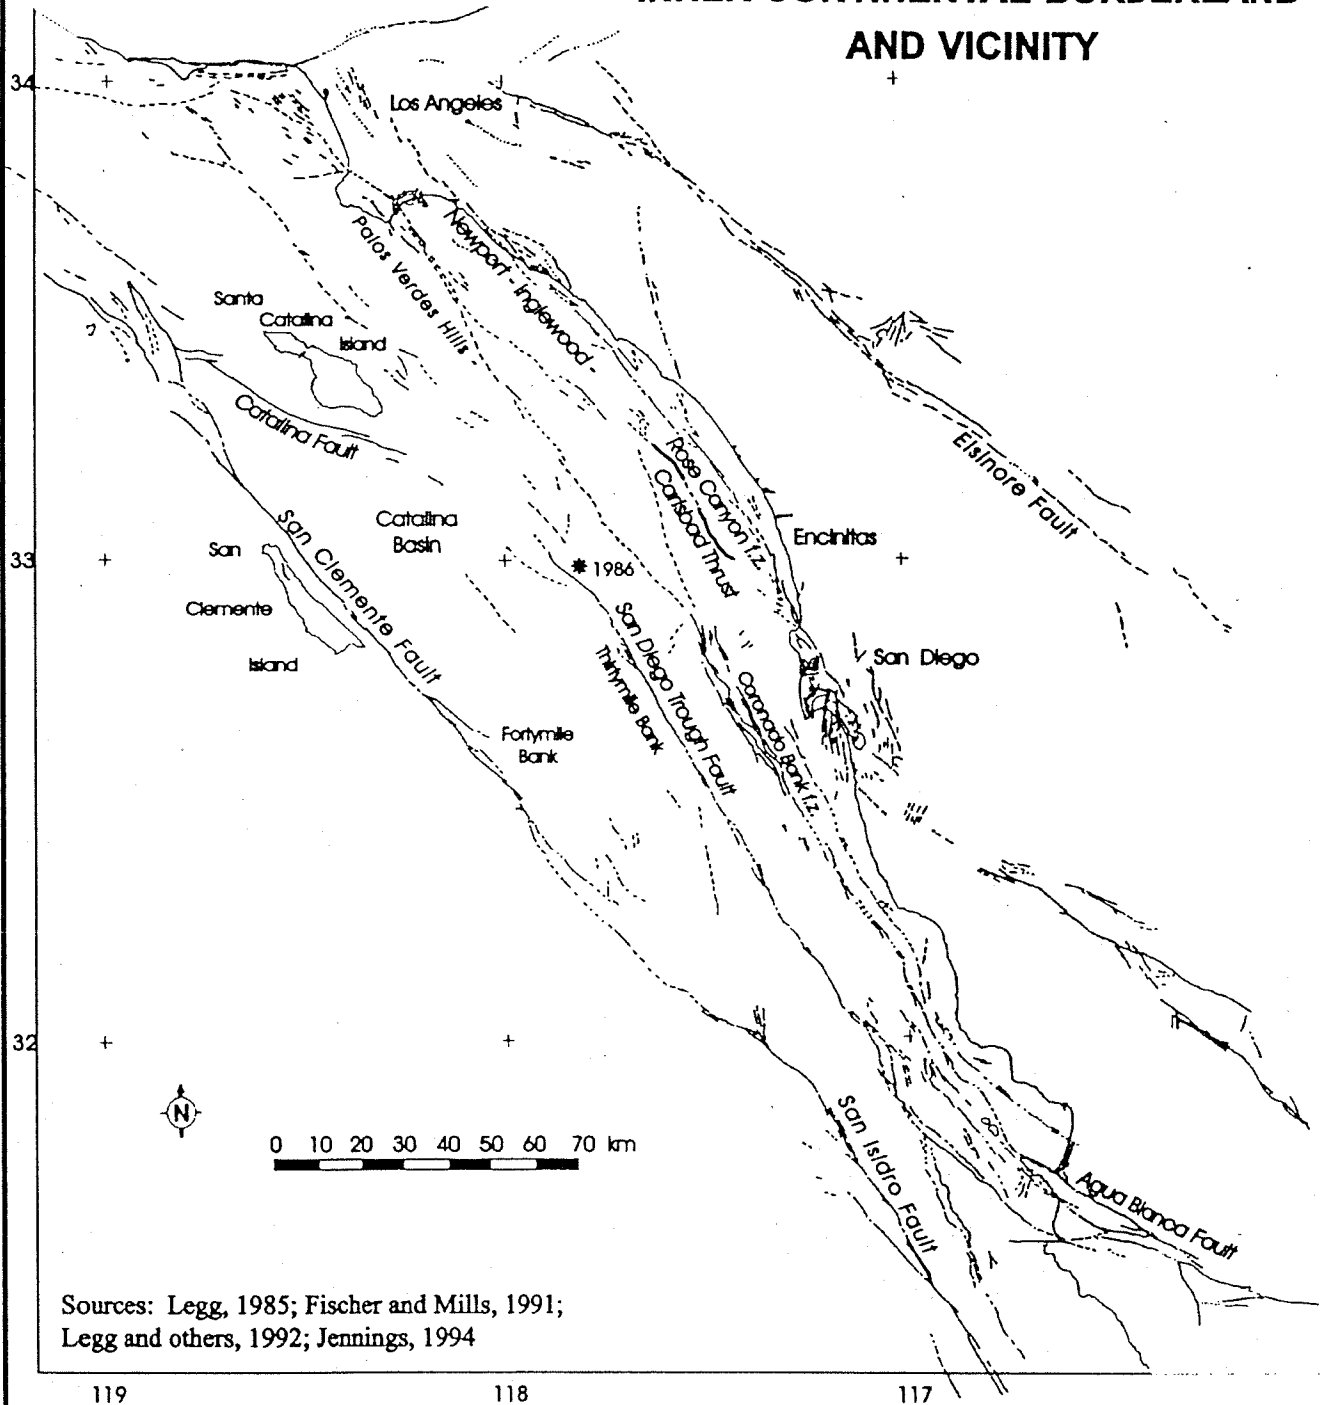 AND VICINITY
34
Los Angeles
Newport - Inglewood -
Palos Verdes Hills -
Santa
Catalina
Island
Catalina Fault
Elsinore Fault
Rose Canyon f.z.
Carlsbad Thrust
San Clemente Fault
Catalina
Basin
Encinitas
33
San
Clemente
Island
1986
San Diego Trough Fault
Thirtymile Bank
Coronado Bank f.z.
San Diego
Fortymile
Bank
32
N
0 10 20 30 40 50 60 70 km
San Isidro Fault
Agua Blanca Fault
Sources: Legg, 1985; Fischer and Mills, 1991;
Legg and others, 1992; Jennings, 1994
119 118 117